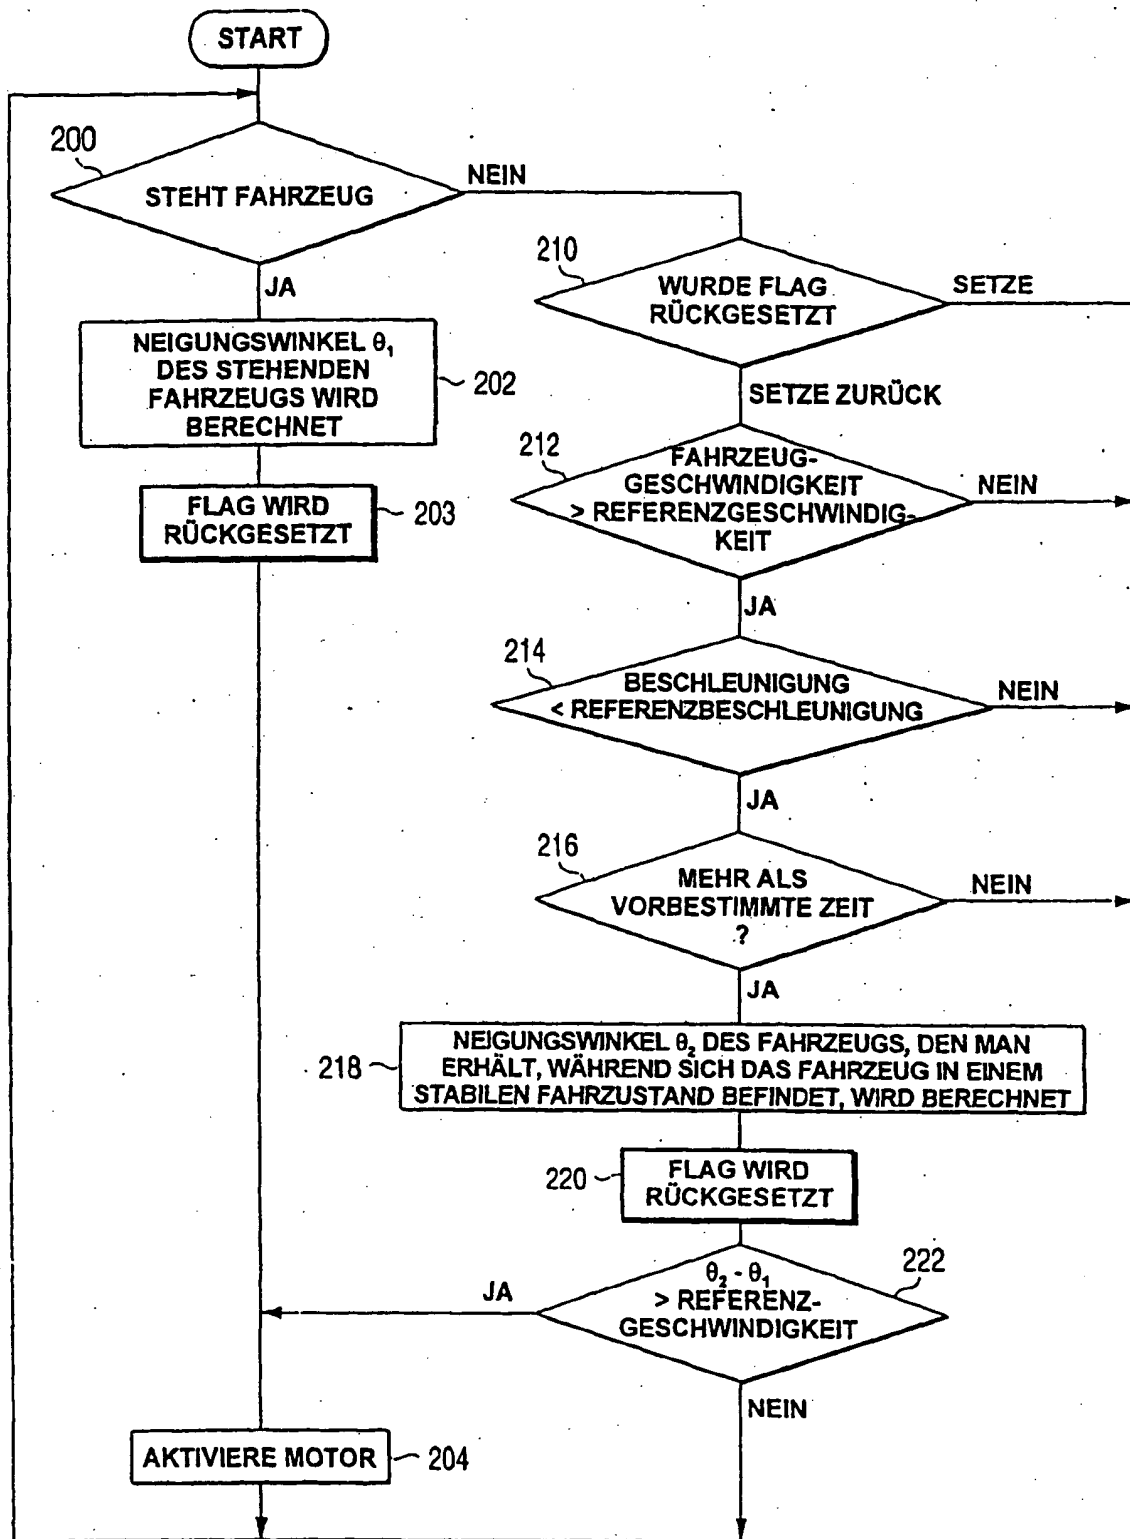 START
200
STEHT FAHRZEUG
NEIN
JA
NEIGUNGSWINKEL θ₁
DES STEHENDEN
FAHRZEUGS WIRD
BERECHNET
202
FLAG WIRD
RÜCKGESETZT
203
210
WURDE FLAG
RÜCKGESETZT
SETZE
SETZE ZURÜCK
212
FAHRZEUG-
GESCHWINDIGKEIT
> REFERENZGESCHWINDIG-
KEIT
NEIN
JA
214
BESCHLEUNIGUNG
< REFERENZBESCHLEUNIGUNG
NEIN
JA
216
MEHR ALS
VORBESTIMMTE ZEIT
?
NEIN
JA
218
NEIGUNGSWINKEL θ₂ DES FAHRZEUGS, DEN MAN
ERHÄLT, WÄHREND SICH DAS FAHRZEUG IN EINEM
STABILEN FAHRZUSTAND BEFINDET, WIRD BERECHNET
220
FLAG WIRD
RÜCKGESETZT
222
θ₂ - θ₁
> REFERENZ-
GESCHWINDIGKEIT
JA
NEIN
AKTIVIERE MOTOR
204